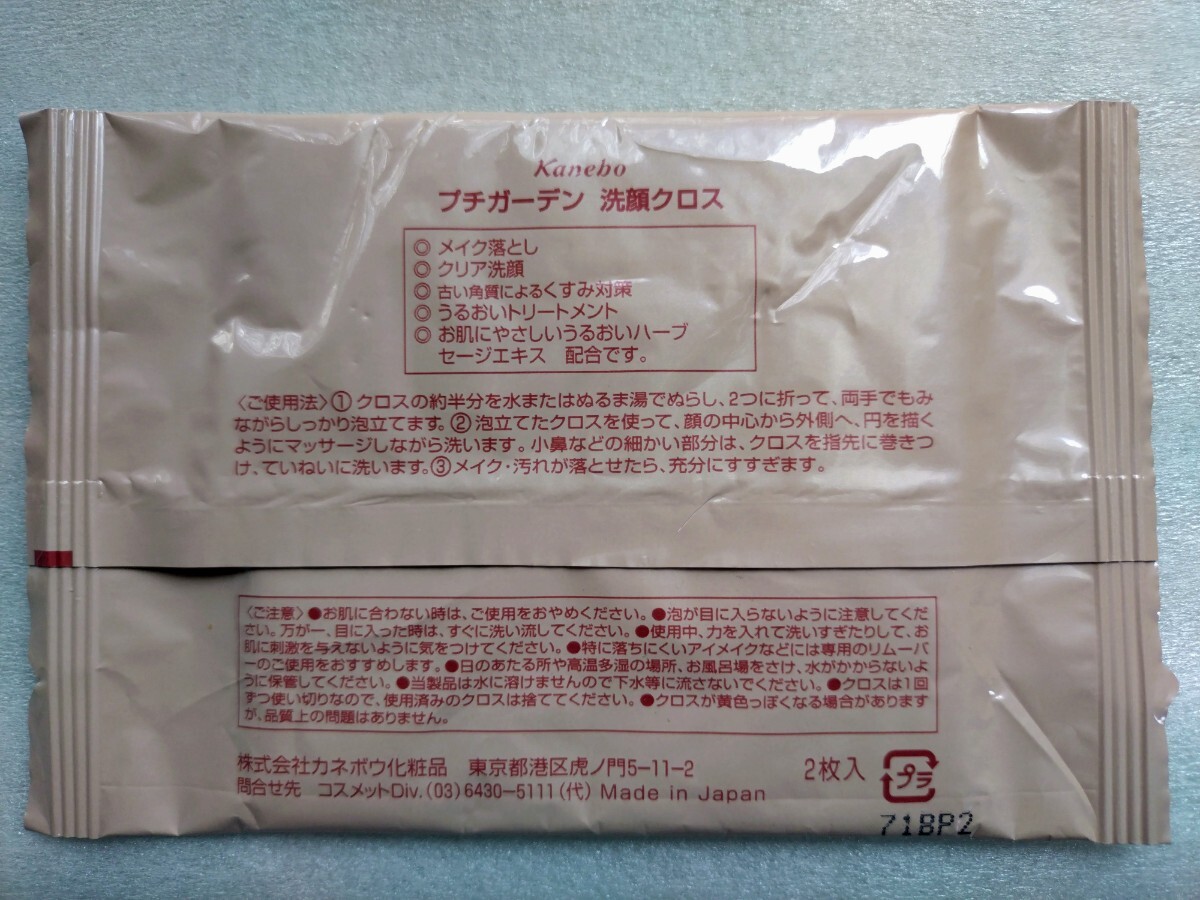 Kanebo
プチガーデン 洗顔クロス
◎ メイク落とし
◎ クリア洗顔
◎ 古い角質によるくすみ対策
◎ うるおいトリートメント
◎ お肌にやさしいうるおいハーブ
セージエキス 配合です。
〈ご使用法〉① クロスの約半分を水またはぬるま湯でぬらし、2つに折って、両手でもみ
ながらしっかり泡立てます。② 泡立てたクロスを使って、顔の中心から外側へ、円を描く
ようにマッサージしながら洗います。小鼻などの細かい部分は、クロスを指先に巻きつ
け、ていねいに洗います。③ メイク・汚れが落とせたら、充分にすすぎます。
〈ご注意〉●お肌に合わない時は、ご使用をおやめください。●泡が目に入らないように注意してくだ
さい。万が一、目に入った時は、すぐに洗い流してください。●使用中、力を入れて洗いすぎたりして、お
肌に刺激を与えないように気をつけてください。●特に落ちにくいアイメイクなどには専用のリムーバ
ーのご使用をおすすめします。●日のあたる所や高温多湿の場所、お風呂場をさけ、水がかからないよ
うに保管してください。●当製品は水に溶けませんので下水等に流さないでください。●クロスは1回
ずつ使い切りなので、使用済みのクロスは捨ててください。●クロスが黄色っぽくなる場合があります
が、品質上の問題はありません。
株式会社カネボウ化粧品 東京都港区虎ノ門5-11-2 2枚入 プラ
問合せ先 コスメットDiv. (03) 6430-5111 (代) Made in Japan
71BP2